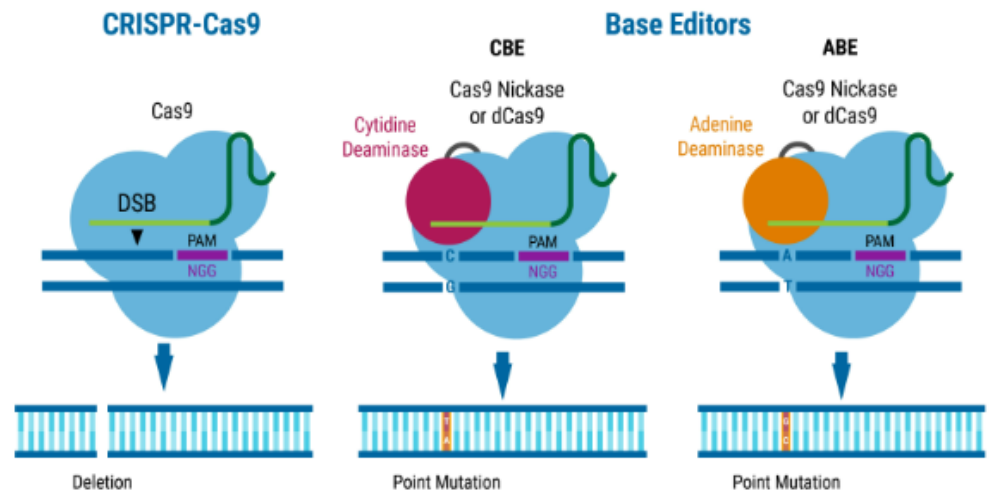 CRISPR-Cas9
Base Editors
Cas9
DSB
PAM
NGG
Deletion
CBE
Cas9 Nickase
or dCas9
Cytidine
Deaminase
C
PAM
NGG
G
T
A
Point Mutation
ABE
Cas9 Nickase
or dCas9
Adenine
Deaminase
A
PAM
NGG
T
G
C
Point Mutation